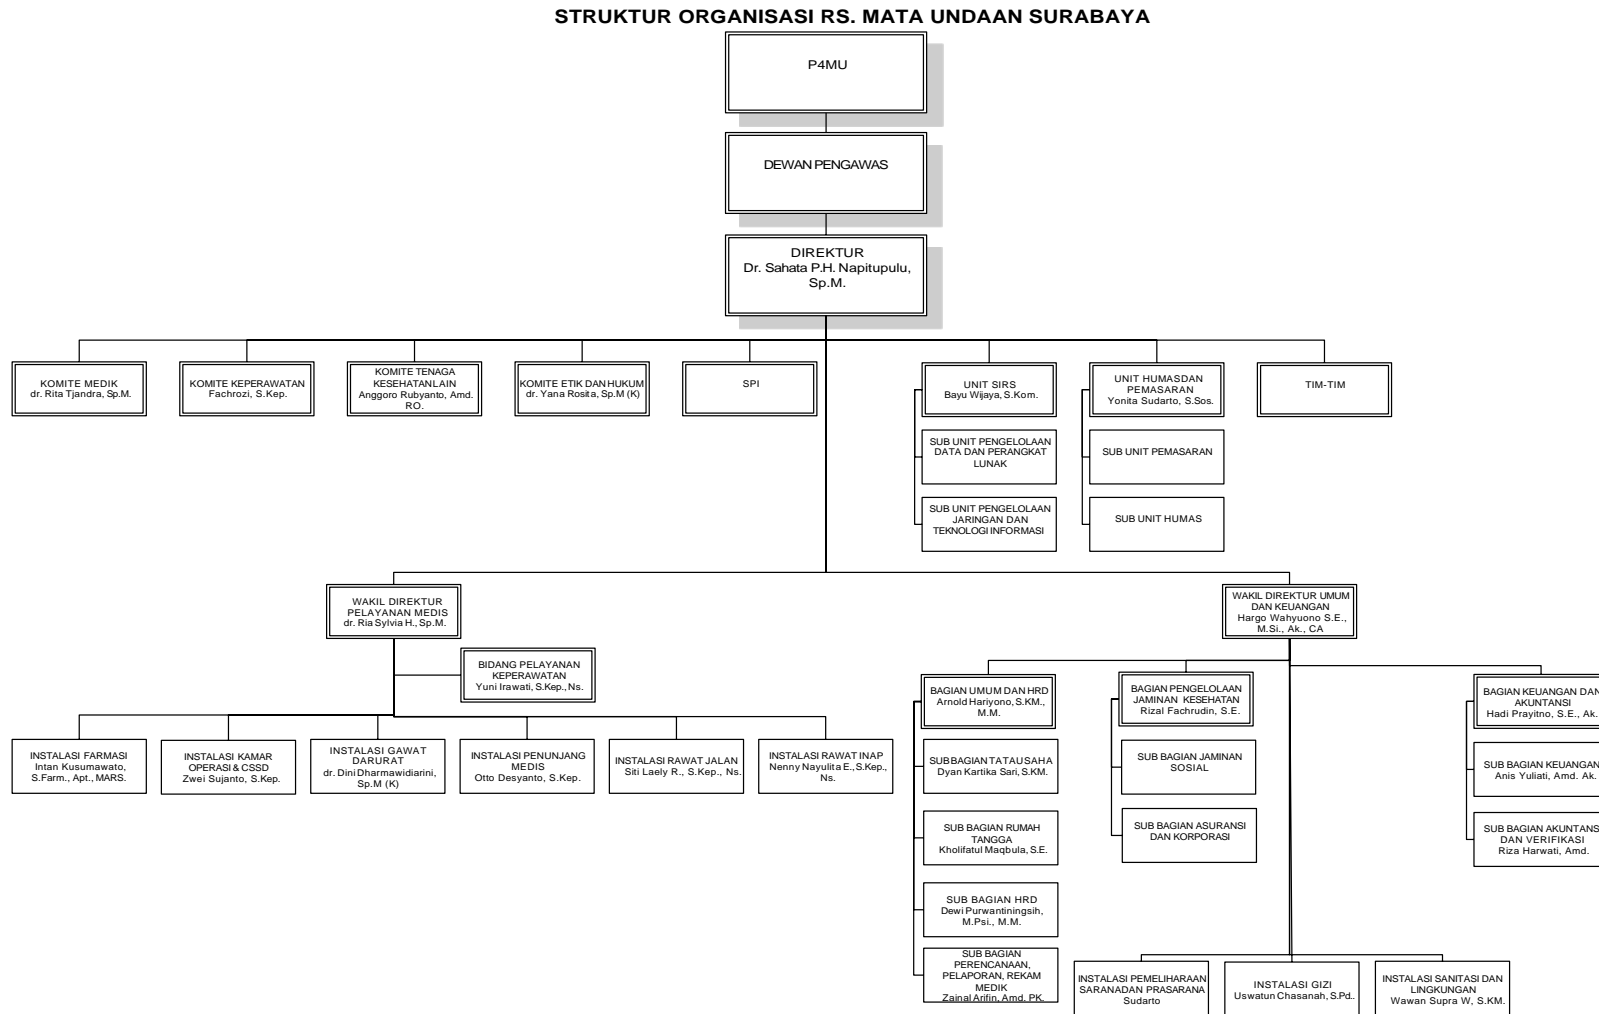 STRUKTUR ORGANISASI RS. MATA UNDAAN SURABAYA
P4MU
DEWAN PENGAWAS
DIREKTUR
Dr. Sahata P.H. Napitupulu,
Sp.M.
KOMITE MEDIK
dr. Rita Tjandra, Sp.M.
KOMITE KEPERAWATAN
Fachrozi, S.Kep.
KOMITE TENAGA
KESEHATAN LAIN
Anggoro Rubyanto, Amd.
RO.
KOMITE ETIK DAN HUKUM
dr. Yana Rosita, Sp.M (K)
SPI
UNIT SIRS
Bayu Wijaya, S.Kom.
UNIT HUMAS DAN
PEMASARAN
Yonita Sudarto, S.Sos.
TIM-TIM
SUB UNIT PENGELOLAAN
DATA DAN PERANGKAT
LUNAK
SUB UNIT PEMASARAN
SUB UNIT PENGELOLAAN
JARINGAN DAN
TEKNOLOGI INFORMASI
SUB UNIT HUMAS
WAKIL DIREKTUR
PELAYANAN MEDIS
dr. Ria Sylvia H., Sp.M.
WAKIL DIREKTUR UMUM
DAN KEUANGAN
Hargo Wahyuono S.E.,
M.Si., Ak., CA
BIDANG PELAYANAN
KEPERAWATAN
Yuni Irawati, S.Kep., Ns.
BAGIAN UMUM DAN HRD
Arnold Hariyono, S.KM.,
M.M.
BAGIAN PENGELOLAAN
JAMINAN KESEHATAN
Rizal Fachrudin, S.E.
BAGIAN KEUANGAN DAN
AKUNTANSI
Hadi Prayitno, S.E., Ak.
INSTALASI FARMASI
Intan Kusumawato,
S.Farm., Apt., MARS.
INSTALASI KAMAR
OPERASI & CSSD
Zwei Sujanto, S.Kep.
INSTALASI GAWAT
DARURAT
dr. Dini Dharmawidiarini,
Sp.M (K)
INSTALASI PENUNJANG
MEDIS
Otto Desyanto, S.Kep.
INSTALASI RAWAT JALAN
Siti Laely R., S.Kep., Ns.
INSTALASI RAWAT INAP
Nenny Nayulita E., S.Kep.,
Ns.
SUB BAGIAN TATA USAHA
Dyan Kartika Sari, S.KM.
SUB BAGIAN JAMINAN
SOSIAL
SUB BAGIAN KEUANGAN
Anis Yuliati, Amd. Ak.
SUB BAGIAN RUMAH
TANGGA
Kholifatul Maqbula, S.E.
SUB BAGIAN ASURANSI
DAN KORPORASI
SUB BAGIAN AKUNTANSI
DAN VERIFIKASI
Riza Harwati, Amd.
SUB BAGIAN HRD
Dewi Purwantiningsih,
M.Psi., M.M.
SUB BAGIAN
PERENCANAAN,
PELAPORAN, REKAM
MEDIK
Zainal Arifin, Amd. PK.
INSTALASI PEMELIHARAAN
SARANA DAN PRASARANA
Sudarto
INSTALASI GIZI
Uswatun Chasanah, S.Pd..
INSTALASI SANITASI DAN
LINGKUNGAN
Wawan Supra W, S.KM.